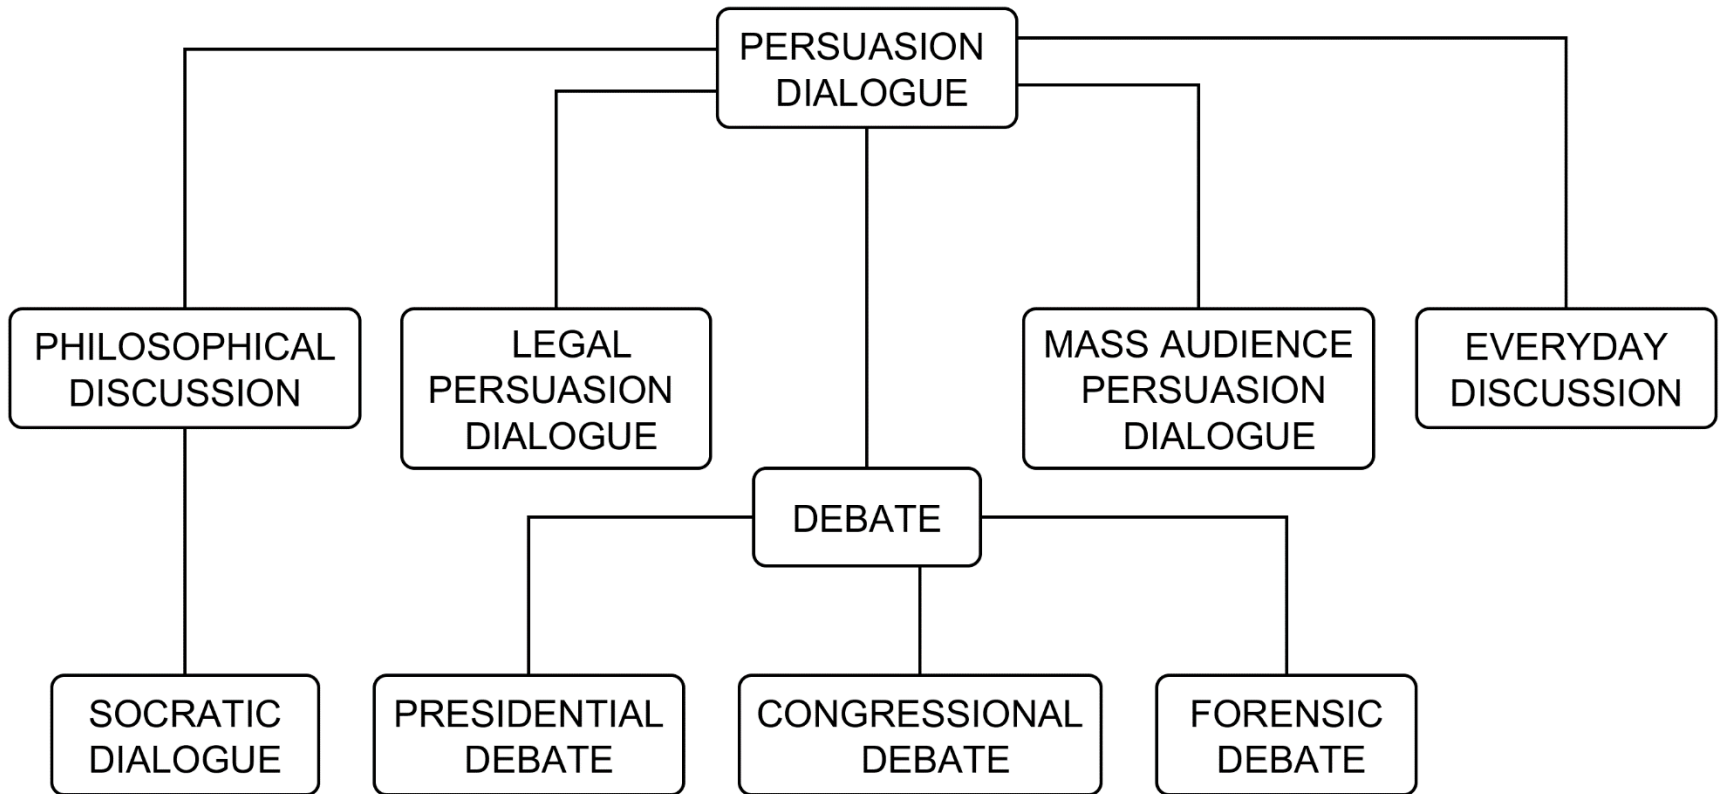 PERSUASION
DIALOGUE
PHILOSOPHICAL
DISCUSSION
LEGAL
PERSUASION
DIALOGUE
MASS AUDIENCE
PERSUASION
DIALOGUE
EVERYDAY
DISCUSSION
DEBATE
SOCRATIC
DIALOGUE
PRESIDENTIAL
DEBATE
CONGRESSIONAL
DEBATE
FORENSIC
DEBATE